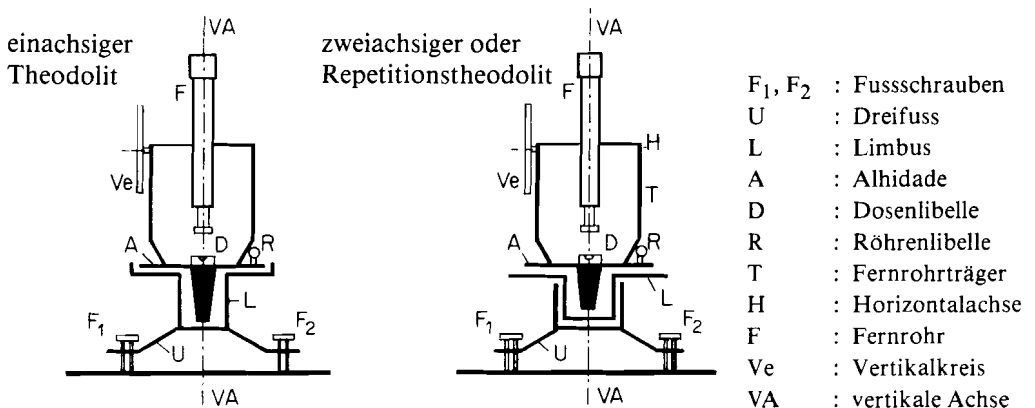 einachsiger
Theodolit
VA
F
Ve
A
D
R
L
F1
F2
U
VA
zweiachsiger oder
Repetitionstheodolit
VA
F
H
Ve
T
A
D
R
L
F1
F2
U
VA
F1, F2 : Fussschrauben
U : Dreifuss
L : Limbus
A : Alhidade
D : Dosenlibelle
R : Röhrenlibelle
T : Fernrohrträger
H : Horizontalachse
F : Fernrohr
Ve : Vertikalkreis
VA : vertikale Achse